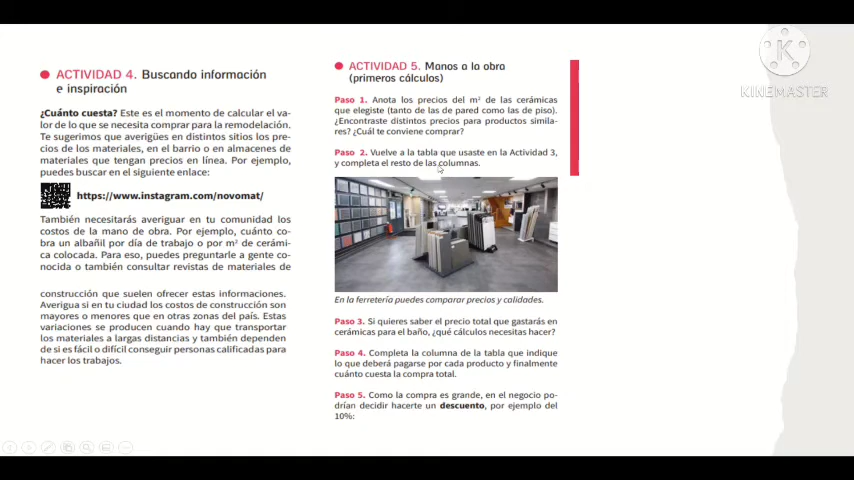 ACTIVIDAD 4. Buscando información
e inspiración
¿Cuánto cuesta? Este es el momento de calcular el va-
lor de lo que se necesita comprar para la remodelación.
Te sugerimos que averigües en distintos sitios los pre-
cios de los materiales, en el barrio o en almacenes de
materiales que tengan precios en línea. Por ejemplo,
puedes buscar en el siguiente enlace:
https://www.instagram.com/novomat/
También necesitarás averiguar en tu comunidad los
costos de la mano de obra. Por ejemplo, cuánto co-
bra un albañil por día de trabajo o por m² de cerámi-
ca colocada. Para eso, puedes preguntarle a gente co-
nocida o también consultar revistas de materiales de
construcción que suelen ofrecer estas informaciones.
Averigua si en tu ciudad los costos de construcción son
mayores o menores que en otras zonas del país. Estas
variaciones se producen cuando hay que transportar
los materiales a largas distancias y también dependen
de si es fácil o difícil conseguir personas calificadas para
hacer los trabajos.
ACTIVIDAD 5. Manos a la obra
(primeros cálculos)
Paso 1. Anota los precios del m² de las cerámicas
que elegiste (tanto de las de pared como las de piso).
¿Encontraste distintos precios para productos simila-
res? ¿Cuál te conviene comprar?
Paso 2. Vuelve a la tabla que usaste en la Actividad 3,
y completa el resto de las columnas.
En la ferretería puedes comparar precios y calidades.
Paso 3. Si quieres saber el precio total que gastarás en
cerámicas para el baño, ¿qué cálculos necesitas hacer?
Paso 4. Completa la columna de la tabla que indique
lo que deberá pagarse por cada producto y finalmente
cuánto cuesta la compra total.
Paso 5. Como la compra es grande, en el negocio po-
drían decidir hacerte un descuento, por ejemplo del
10%:
K
KINEMASTER